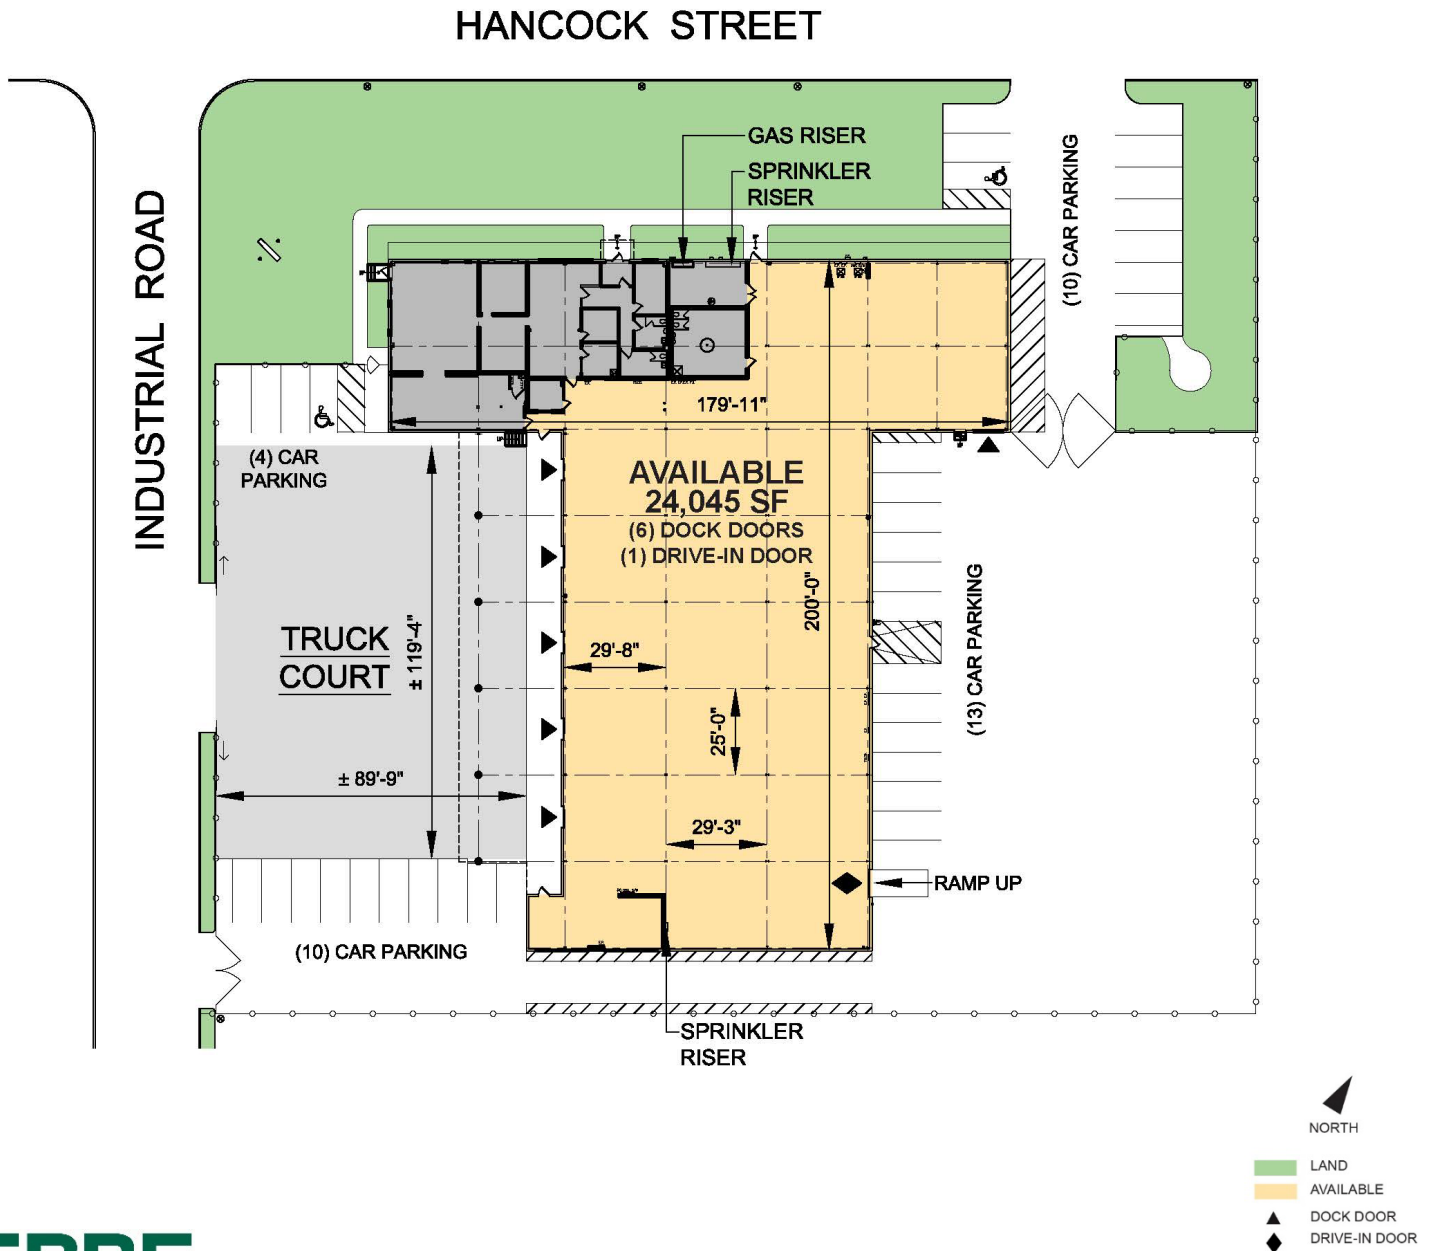 HANCOCK STREET
GAS RISER
SPRINKLER
RISER
(10) CAR PARKING
INDUSTRIAL ROAD
179'-11"
(4) CAR
PARKING
AVAILABLE
24,045 SF
(6) DOCK DOORS
(1) DRIVE-IN DOOR
200'-0"
TRUCK
COURT
± 119'-4"
29'-8"
(13) CAR PARKING
25'-0"
± 89'-9"
29'-3"
RAMP UP
(10) CAR PARKING
SPRINKLER
RISER
NORTH
LAND
AVAILABLE
DOCK DOOR
DRIVE-IN DOOR